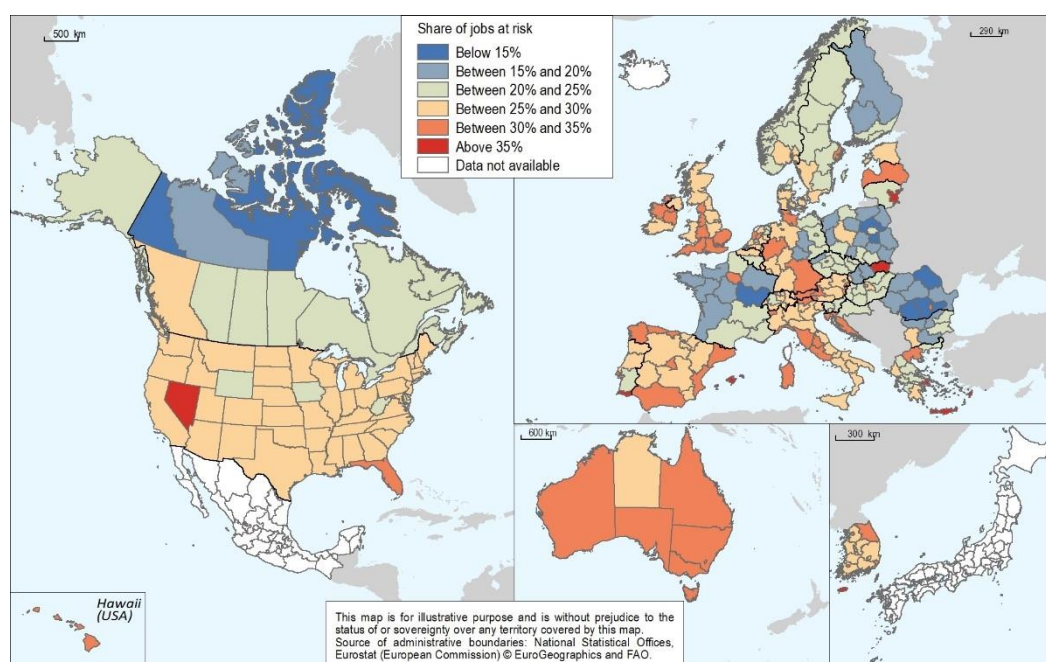 500 km
Share of jobs at risk
Below 15%
Between 15% and 20%
Between 20% and 25%
Between 25% and 30%
Between 30% and 35%
Above 35%
Data not available
290 km
600 km
300 km
Hawaii
(USA)
This map is for illustrative purpose and is without prejudice to the
status of or sovereignty over any territory covered by this map.
Source of administrative boundaries: National Statistical Offices,
Eurostat (European Commission) © EuroGeographics and FAO.